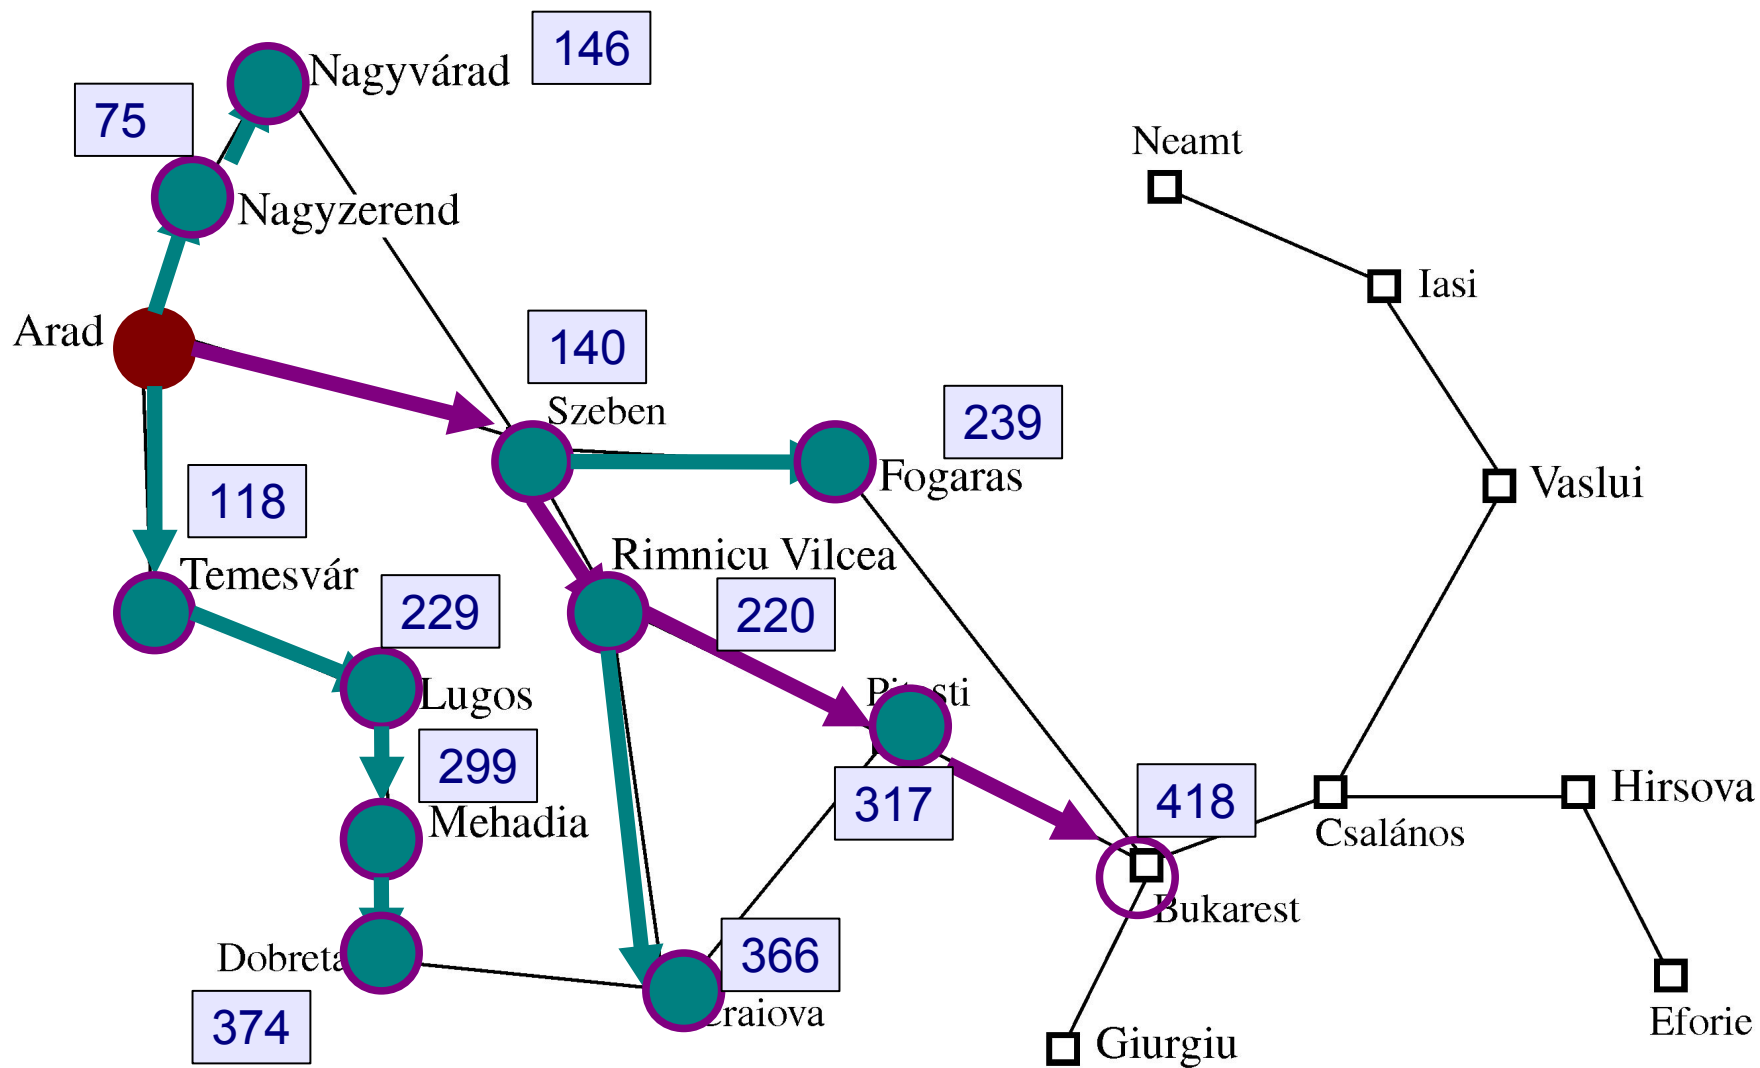 Nagyvárad
146
75
Neamt
Nagyzerend
Iasi
Arad
140
Szeben
239
Fogaras
Vaslui
118
Rimnicu Vilcea
Temesvár
229
220
Lugos
299
317
418
Hirsova
Mehadia
Csalános
Bukarest
366
Dobreta
374
Craiova
Eforie
Giurgiu